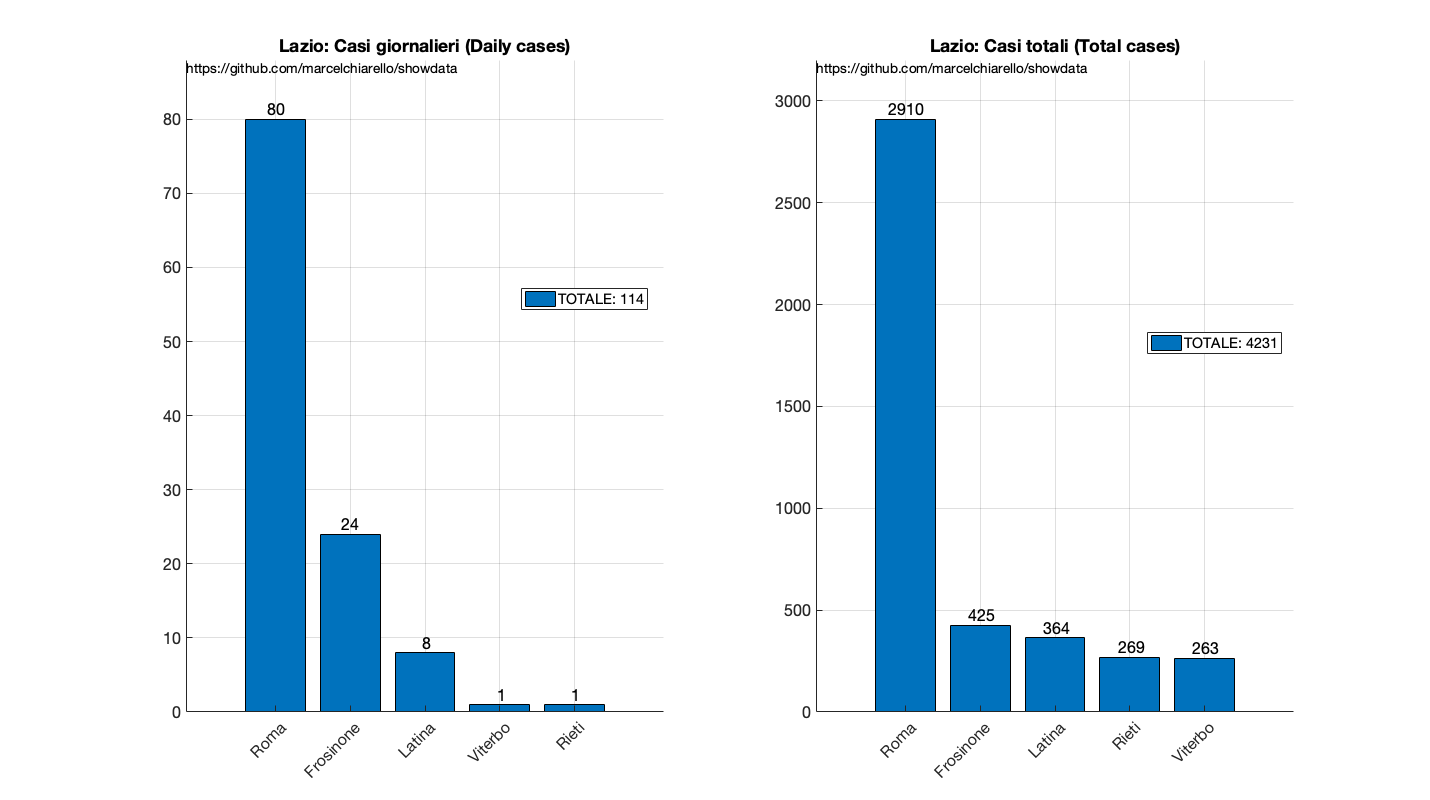 Lazio: Casi giornalieri (Daily cases)
https://github.com/marcelchiarello/showdata
80
70
60
50
40
30
20
10
0
80
24
8
1
1
TOTALE: 114
Roma
Frosinone
Latina
Viterbo
Rieti
Lazio: Casi totali (Total cases)
https://github.com/marcelchiarello/showdata
3000
2500
2000
1500
1000
500
0
2910
425
364
269
263
TOTALE: 4231
Roma
Frosinone
Latina
Rieti
Viterbo